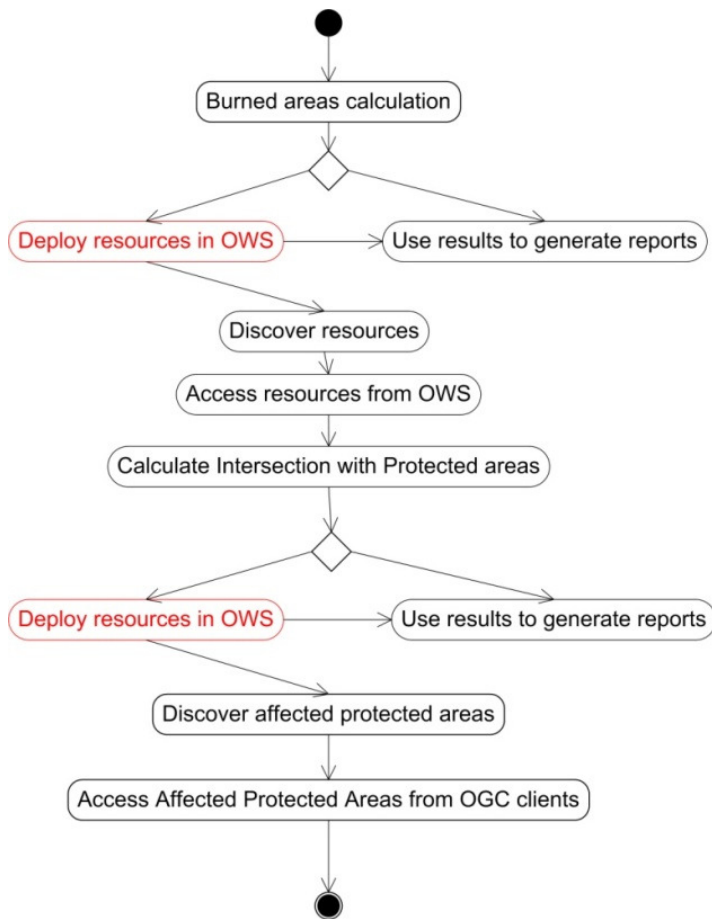 Burned areas calculation
Deploy resources in OWS
Use results to generate reports
Discover resources
Access resources from OWS
Calculate Intersection with Protected areas
Deploy resources in OWS
Use results to generate reports
Discover affected protected areas
Access Affected Protected Areas from OGC clients